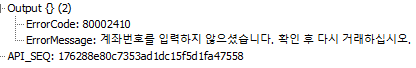 Output {} (2)
ErrorCode: 80002410
ErrorMessage: 계좌번호를 입력하지 않으셨습니다. 확인 후 다시 거래하십시오.
API_SEQ: 176288e80c7353ad1dc15f5d1fa47558